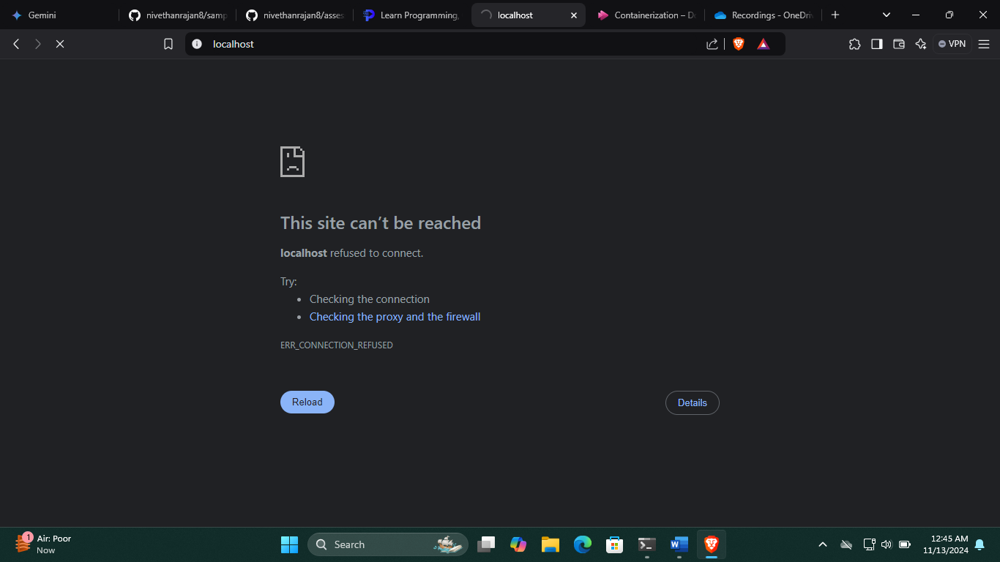 Gemini
nivethanrajan8/samp
nivethanrajan8/asses
Learn Programming,
localhost
Containerization – D
Recordings - OneDri
localhost
VPN
This site can’t be reached
localhost refused to connect.
Try:
• Checking the connection
• Checking the proxy and the firewall
ERR_CONNECTION_REFUSED
Reload
Details
1
Air: Poor
Now
Search
12:45 AM
11/13/2024